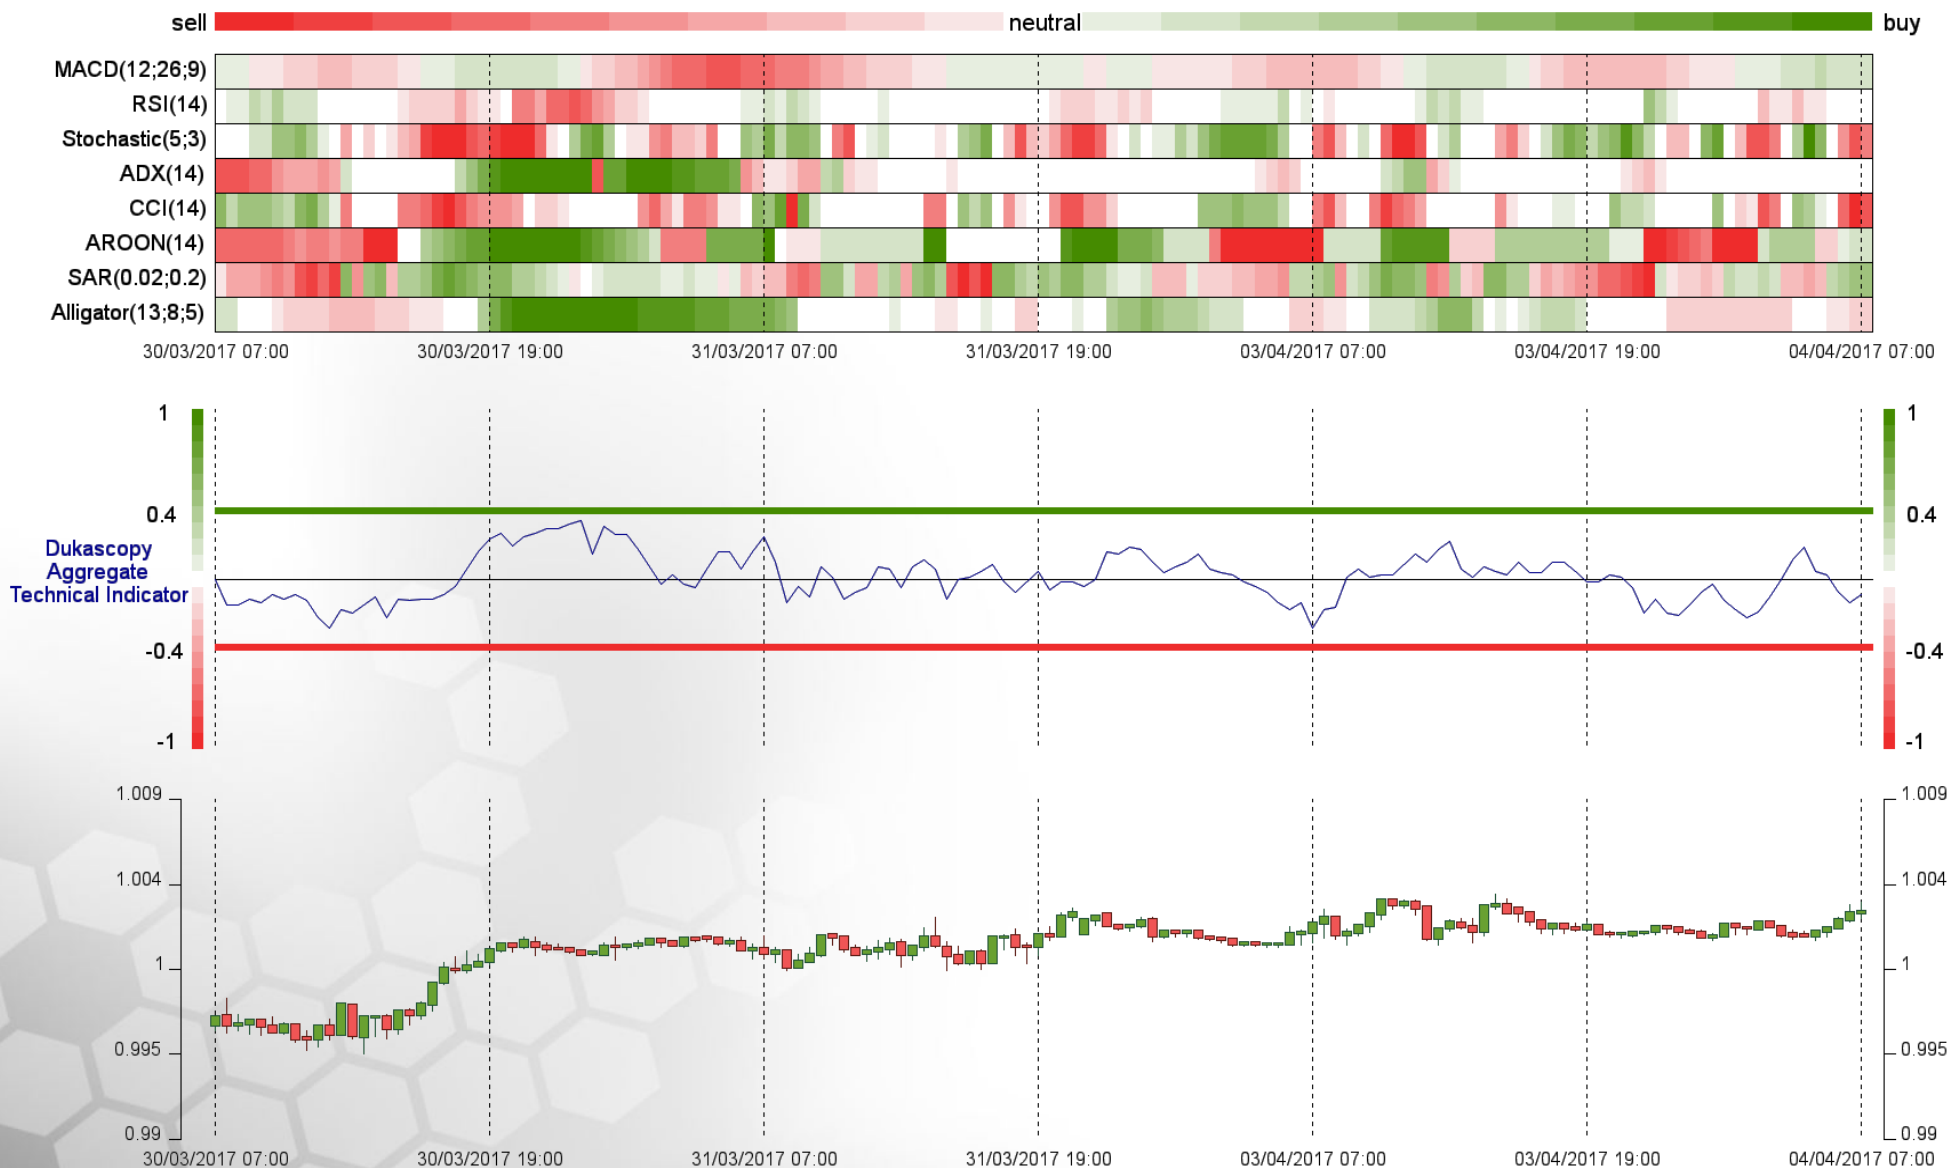 sell neutral buy
MACD(12;26;9)
RSI(14)
Stochastic(5;3)
ADX(14)
CCI(14)
AROON(14)
SAR(0.02;0.2)
Alligator(13;8;5)
30/03/2017 07:00 30/03/2017 19:00 31/03/2017 07:00 31/03/2017 19:00 03/04/2017 07:00 03/04/2017 19:00 04/04/2017 07:00
1 1
0.4 0.4
Dukascopy
Aggregate
Technical Indicator
-0.4 -0.4
-1 -1
1.009 1.009
1.004 1.004
1 1
0.995 0.995
0.99 0.99
30/03/2017 07:00 30/03/2017 19:00 31/03/2017 07:00 31/03/2017 19:00 03/04/2017 07:00 03/04/2017 19:00 04/04/2017 07:00